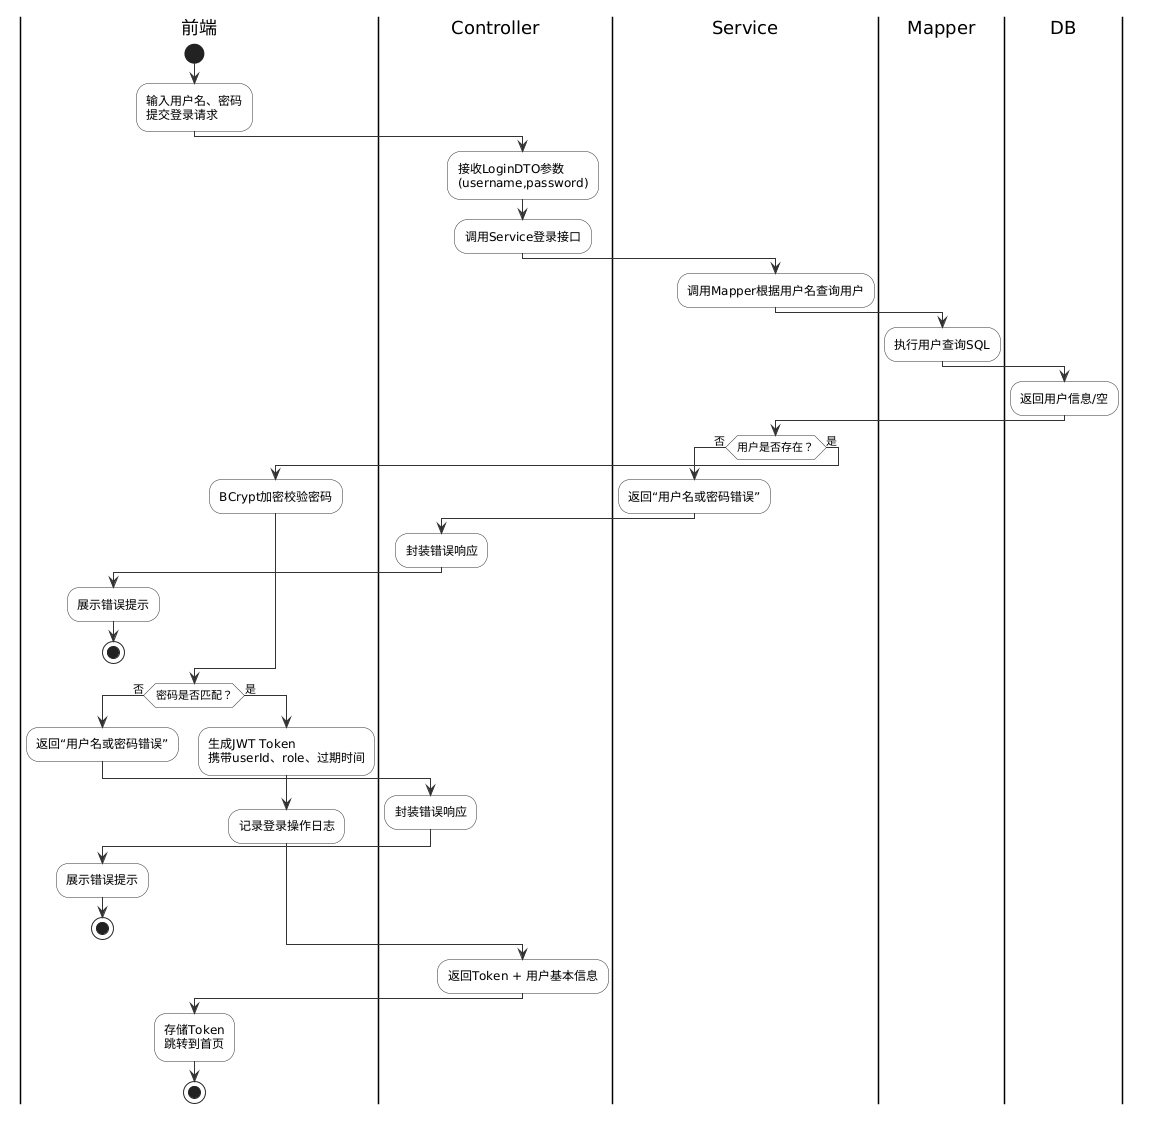 前端
Controller
Service
Mapper
DB
输入用户名、密码
提交登录请求
接收LoginDTO参数
(username,password)
调用Service登录接口
调用Mapper根据用户名查询用户
执行用户查询SQL
返回用户信息/空
否
用户是否存在？
是
BCrypt加密校验密码
返回“用户名或密码错误”
封装错误响应
展示错误提示
否
密码是否匹配？
是
返回“用户名或密码错误”
生成JWT Token
携带userId、role、过期时间
封装错误响应
记录登录操作日志
展示错误提示
返回Token + 用户基本信息
存储Token
跳转到首页